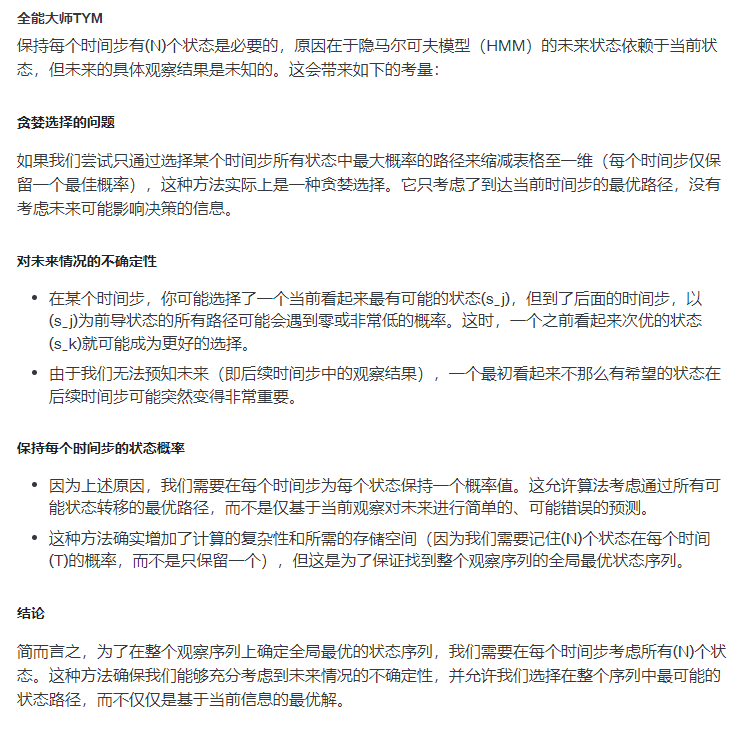 全能大师TYM
保持每个时间步有(N)个状态是必要的，原因在于隐马尔可夫模型（HMM）的未来状态依赖于当前状
态，但未来的具体观察结果是未知的。这会带来如下的考量：
贪婪选择的问题
如果我们尝试只通过选择某个时间步所有状态中最大概率的路径来缩减表格至一维（每个时间步仅保
留一个最佳概率），这种方法实际上是一种贪婪选择。它只考虑了到达当前时间步的最优路径，没有
考虑未来可能影响决策的信息。
对未来情况的不确定性
• 在某个时间步，你可能选择了一个当前看起来最有可能的状态(s_j)，但到了后面的时间步，以
(s_j)为前导状态的所有路径可能会遇到零或非常低的概率。这时，一个之前看起来次优的状态
(s_k)就可能成为更好的选择。
• 由于我们无法预知未来（即后续时间步中的观察结果），一个最初看起来不那么有希望的状态在
后续时间步可能突然变得非常重要。
保持每个时间步的状态概率
• 因为上述原因，我们需要在每个时间步为每个状态保持一个概率值。这允许算法考虑通过所有可
能状态转移的最优路径，而不是仅基于当前观察对未来进行简单的、可能错误的预测。
• 这种方法确实增加了计算的复杂性和所需的存储空间（因为我们需要记住(N)个状态在每个时间
(T)的概率，而不是只保留一个），但这是为了保证找到整个观察序列的全局最优状态序列。
结论
简而言之，为了在整个观察序列上确定全局最优的状态序列，我们需要在每个时间步考虑所有(N)个状
态。这种方法确保我们能够充分考虑到未来情况的不确定性，并允许我们选择在整个序列中最可能的
状态路径，而不仅仅是基于当前信息的最优解。